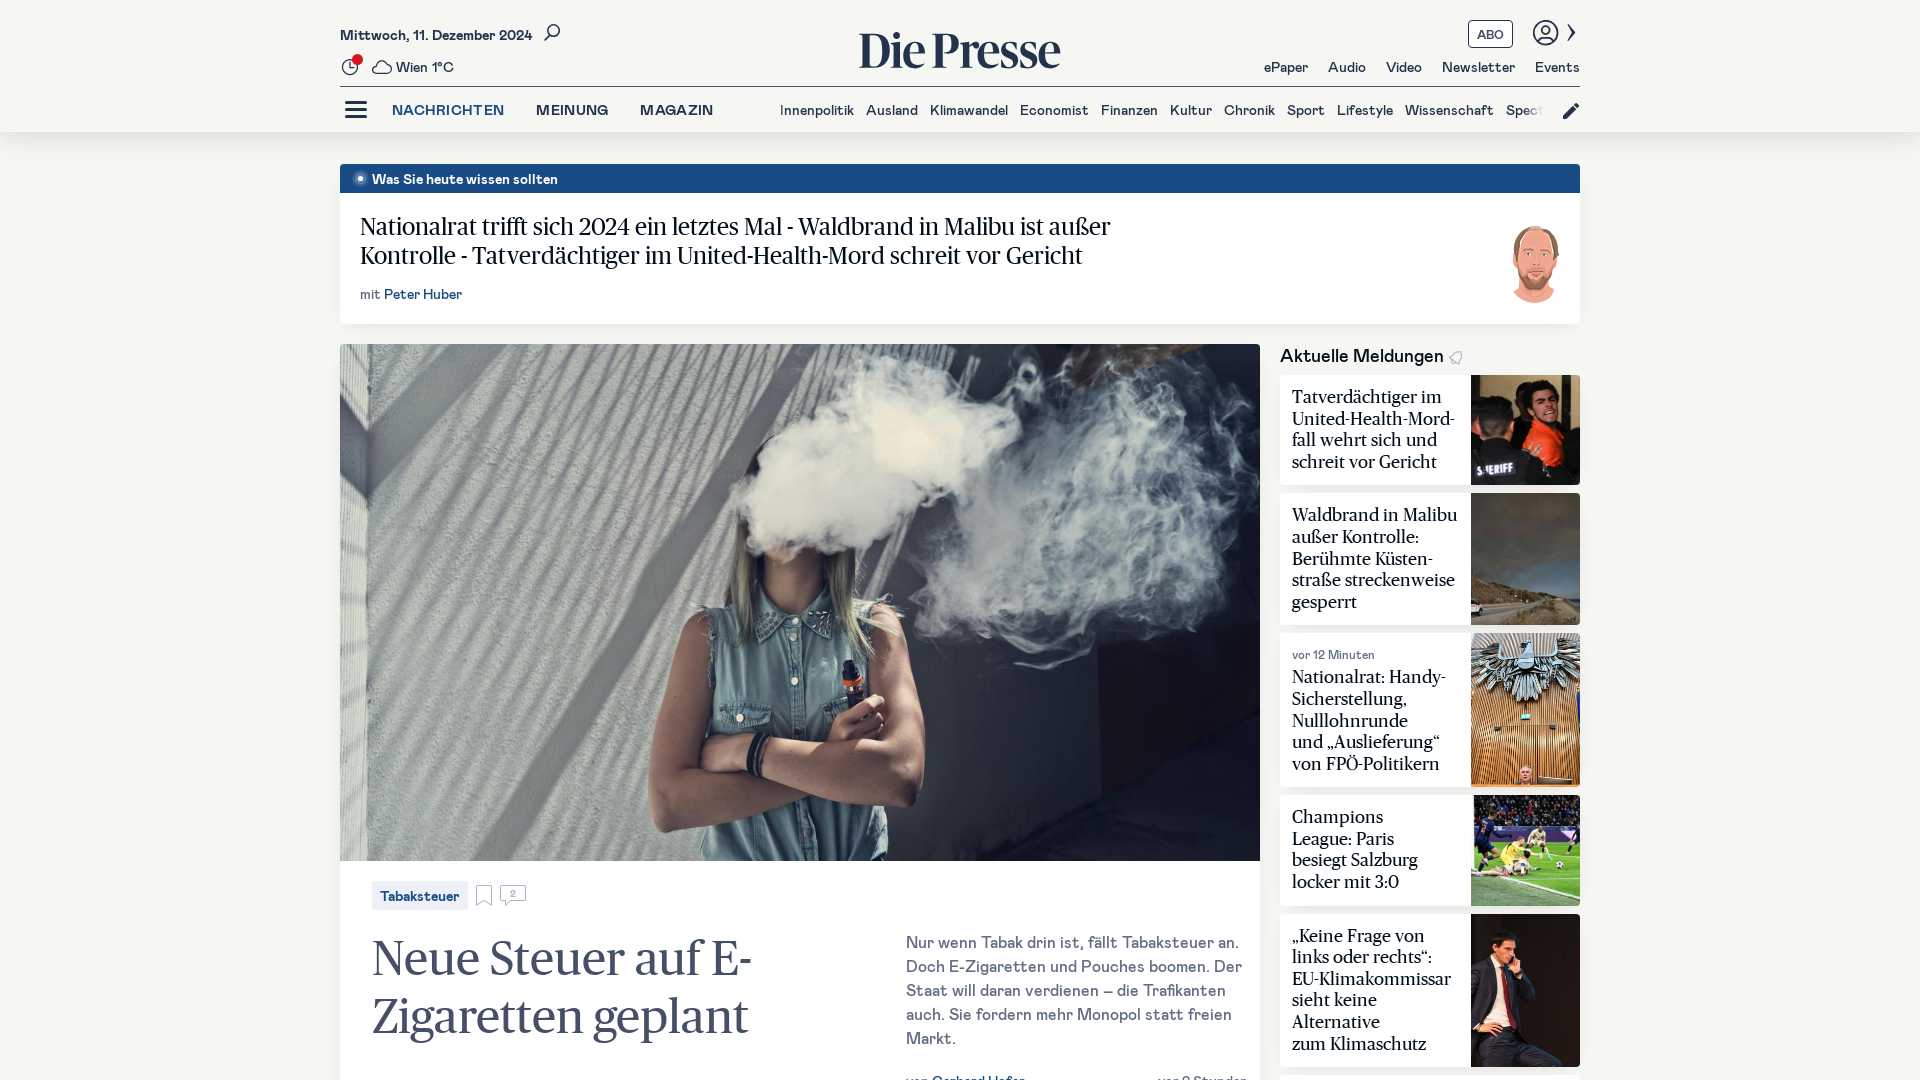 Mittwoch, 11. Dezember 2024
Wien 1°C
Die Presse
ABO
ePaper Audio Video Newsletter Events
NACHRICHTEN MEINUNG MAGAZIN
Innenpolitik Ausland Klimawandel Economist Finanzen Kultur Chronik Sport Lifestyle Wissenschaft Spect
Was Sie heute wissen sollten
Nationalrat trifft sich 2024 ein letztes Mal - Waldbrand in Malibu ist außer
Kontrolle - Tatverdächtiger im United-Health-Mord schreit vor Gericht
mit Peter Huber
Tabaksteuer
2
Neue Steuer auf E-
Zigaretten geplant
Nur wenn Tabak drin ist, fällt Tabaksteuer an.
Doch E-Zigaretten und Pouches boomen. Der
Staat will daran verdienen – die Trafikanten
auch. Sie fordern mehr Monopol statt freien
Markt.
von Gerhard Hofer
Aktuelle Meldungen
Tatverdächtiger im
United-Health-Mord-
fall wehrt sich und
schreit vor Gericht
SHERIFF
Waldbrand in Malibu
außer Kontrolle:
Berühmte Küsten-
straße streckenweise
gesperrt
vor 12 Minuten
Nationalrat: Handy-
Sicherstellung,
Nulllohnrunde
und „Auslieferung“
von FPÖ-Politikern
Champions
League: Paris
besiegt Salzburg
locker mit 3:0
„Keine Frage von
links oder rechts“:
EU-Klimakommissar
sieht keine
Alternative
zum Klimaschutz